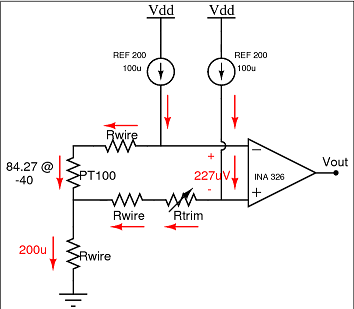 Vdd
Vdd
REF 200
100u
REF 200
100u
Rwire
84.27 @
-40
PT100
+
227uV
-
−
INA 326
+
Vout
Rwire
Rtrim
200u
Rwire